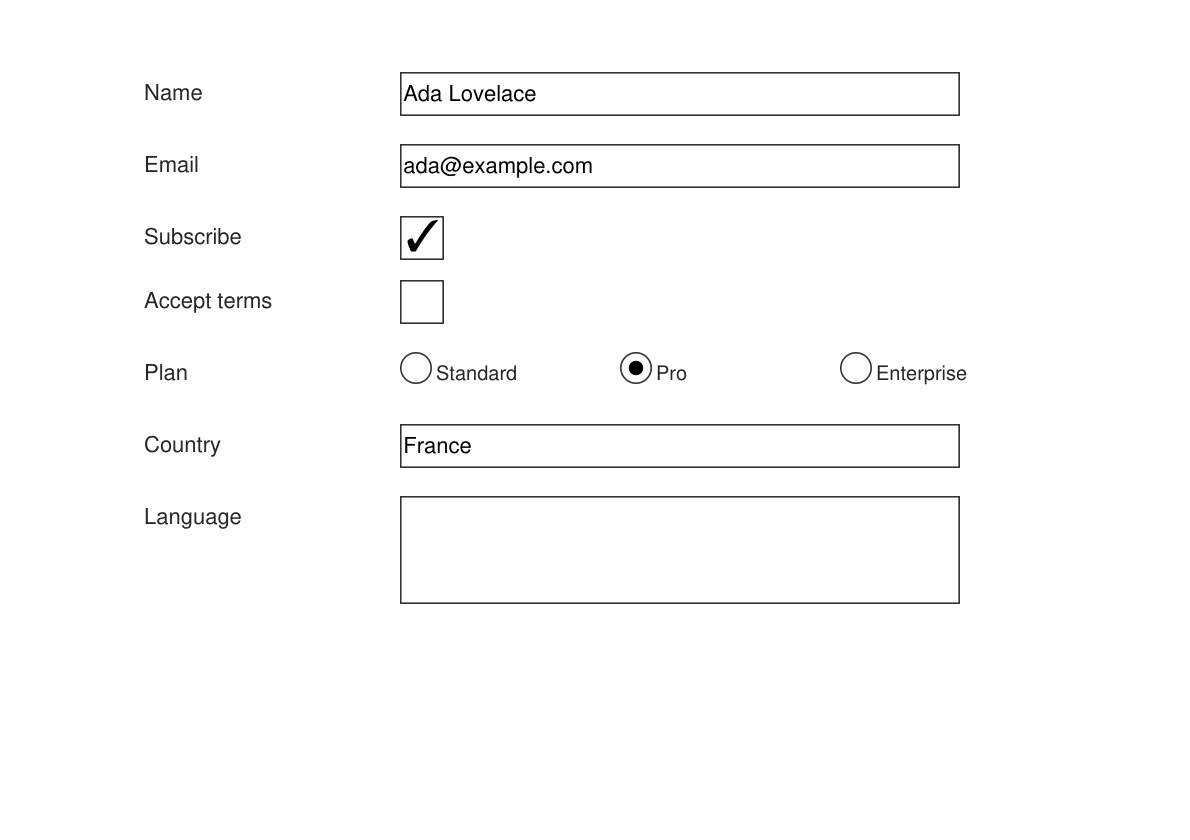 Name Ada Lovelace
Email ada@example.com
Subscribe ✓
Accept terms
Plan Standard Pro Enterprise
Country France
Language